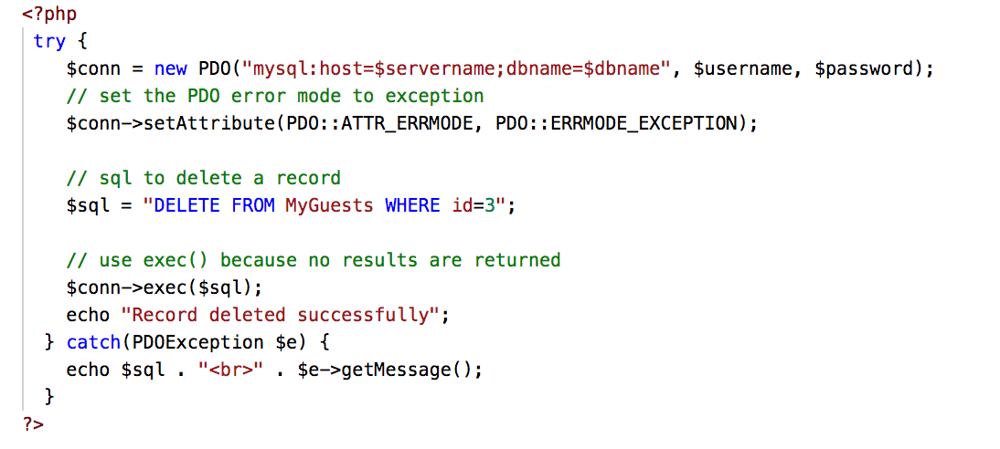 <?php
try {
$conn = new PDO("mysql:host=$servername;dbname=$dbname", $username, $password);
// set the PDO error mode to exception
$conn->setAttribute(PDO::ATTR_ERRMODE, PDO::ERRMODE_EXCEPTION);
// sql to delete a record
$sql = "DELETE FROM MyGuests WHERE id=3";
// use exec() because no results are returned
$conn->exec($sql);
echo "Record deleted successfully";
} catch(PDOException $e) {
echo $sql . "<br>" . $e->getMessage();
}
?>